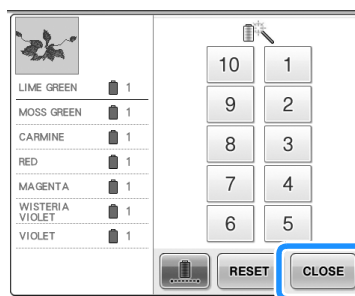 LIME GREEN 1
MOSS GREEN 1
CARMINE 1
RED 1
MAGENTA 1
WISTERIA
VIOLET 1
VIOLET 1
10 1
9 2
8 3
7 4
6 5
RESET CLOSE